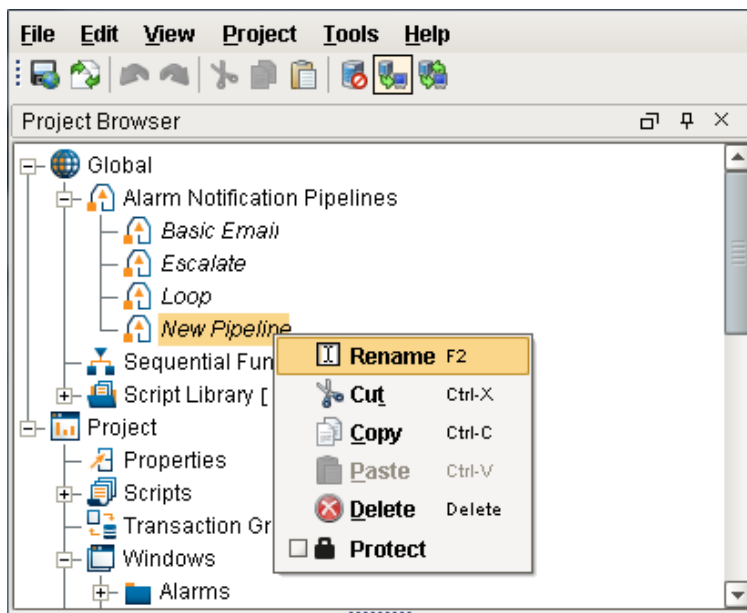 File Edit View Project Tools Help
Project Browser
Global
Alarm Notification Pipelines
Basic Email
Escalate
Loop
New Pipeline
Rename F2
Sequential Fun
Cut Ctrl-X
Script Library [
Copy Ctrl-C
Project
Paste Ctrl-V
Properties
Scripts
Delete Delete
Transaction Gr
Protect
Windows
Alarms